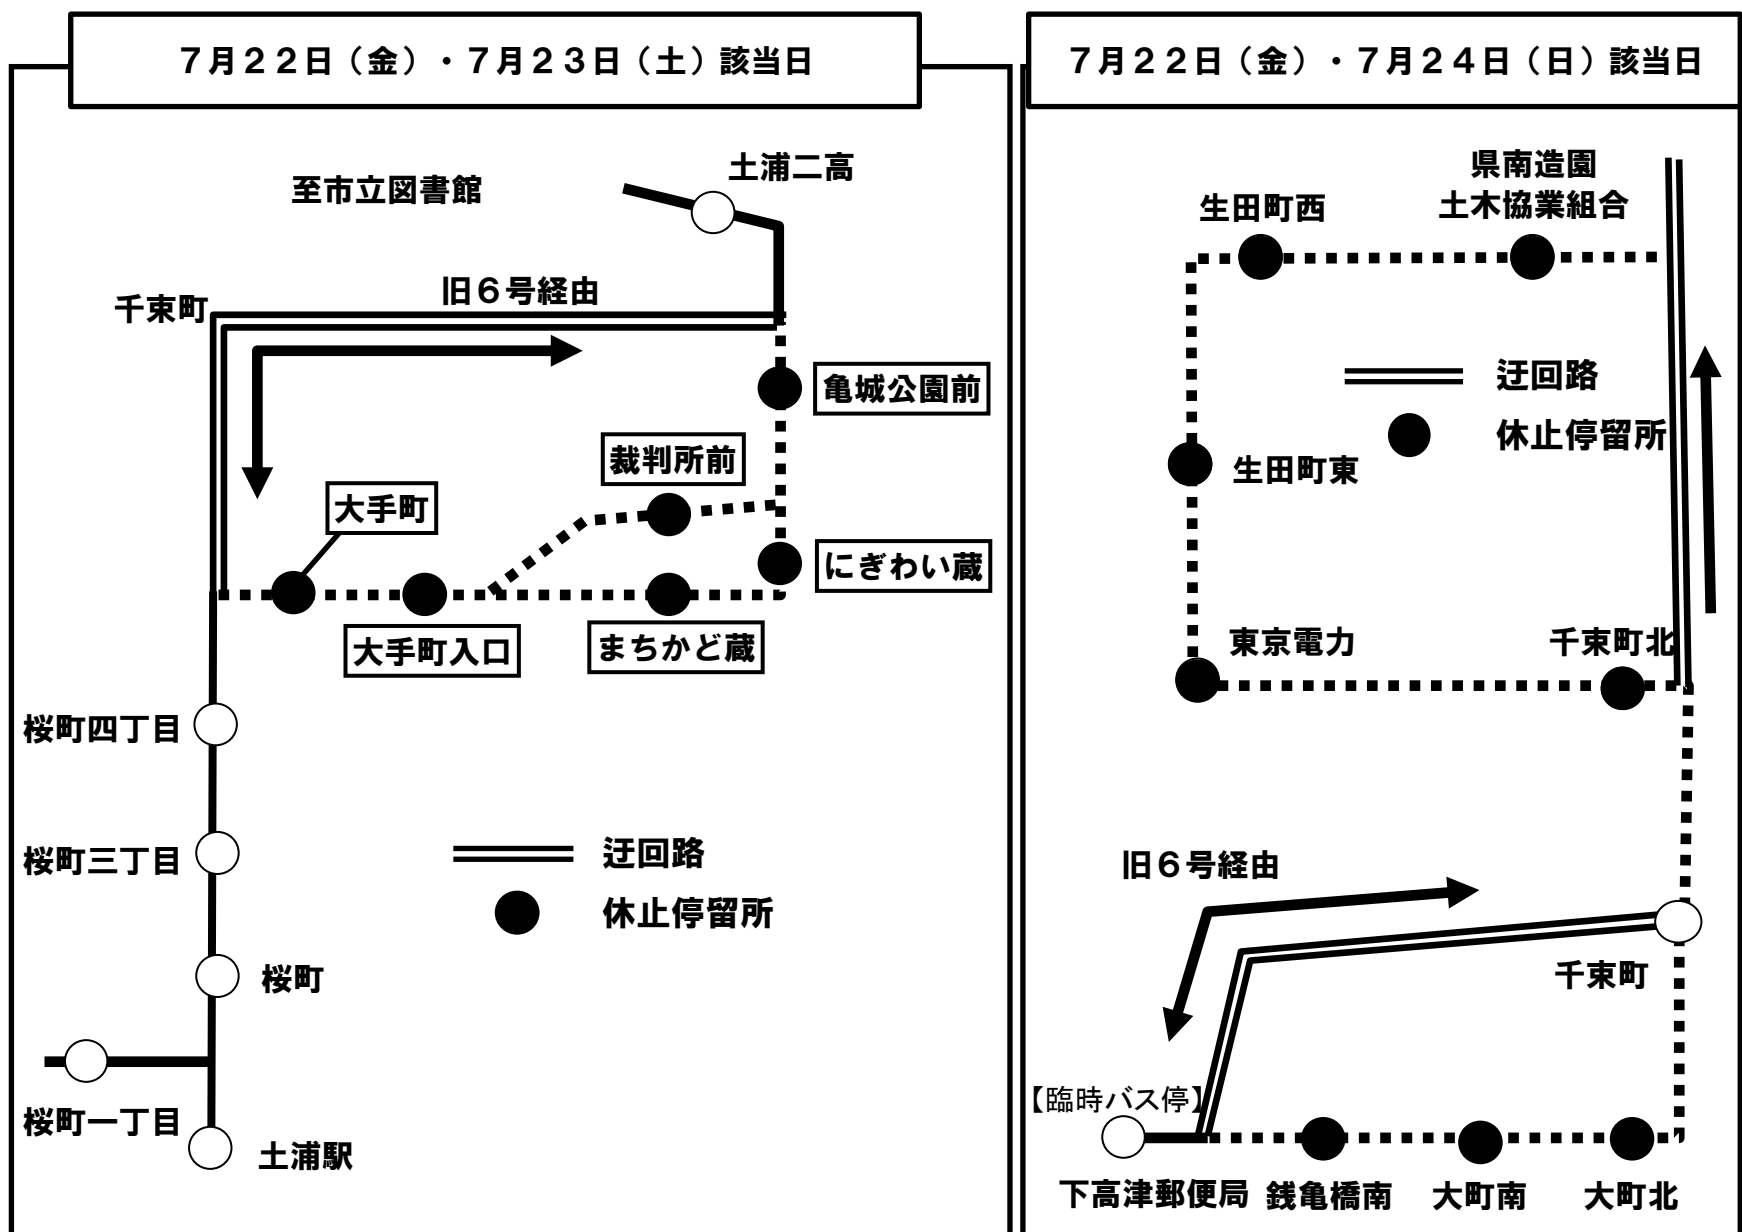 ７月２２日（金）・７月２３日（土）該当日
土浦二高
至市立図書館
旧６号経由
千束町
亀城公園前
裁判所前
大手町
にぎわい蔵
大手町入口
まちかど蔵
桜町四丁目
桜町三丁目
迂回路
休止停留所
桜町
桜町一丁目
土浦駅
７月２２日（金）・７月２４日（日）該当日
県南造園
土木協業組合
生田町西
迂回路
休止停留所
生田町東
東京電力
千束町北
旧６号経由
千束町
【臨時バス停】
下高津郵便局
銭亀橋南
大町南
大町北